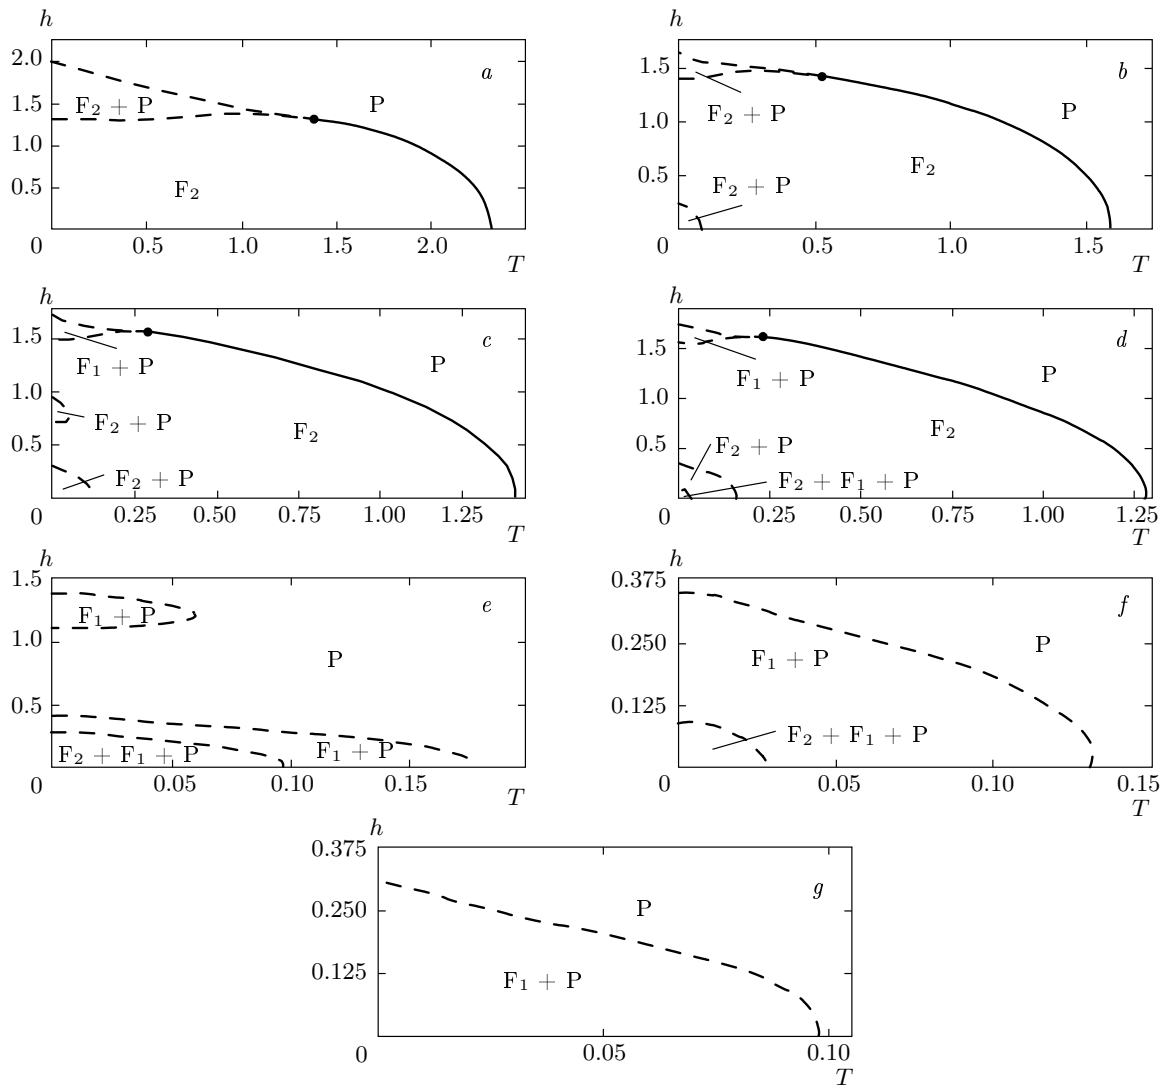 h
2.0
1.5
1.0
0.5
0
0.5
1.0
1.5
2.0
T
a
F2 + P
P
F2
h
1.5
1.0
0.5
0
0.5
1.0
1.5
T
b
F2 + P
P
F2
F2 + P
h
1.5
1.0
0.5
0
0.25
0.50
0.75
1.00
1.25
T
c
F1 + P
P
F2 + P
F2
F2 + P
h
1.5
1.0
0.5
0
0.25
0.50
0.75
1.00
1.25
T
d
F1 + P
P
F2
F2 + P
F2 + F1 + P
h
1.5
1.0
0.5
0
0.05
0.10
0.15
T
e
F1 + P
P
F2 + F1 + P
F1 + P
h
0.375
0.250
0.125
0
0.05
0.10
0.15
T
f
P
F1 + P
F2 + F1 + P
h
0.375
0.250
0.125
0
0.05
0.10
T
g
P
F1 + P